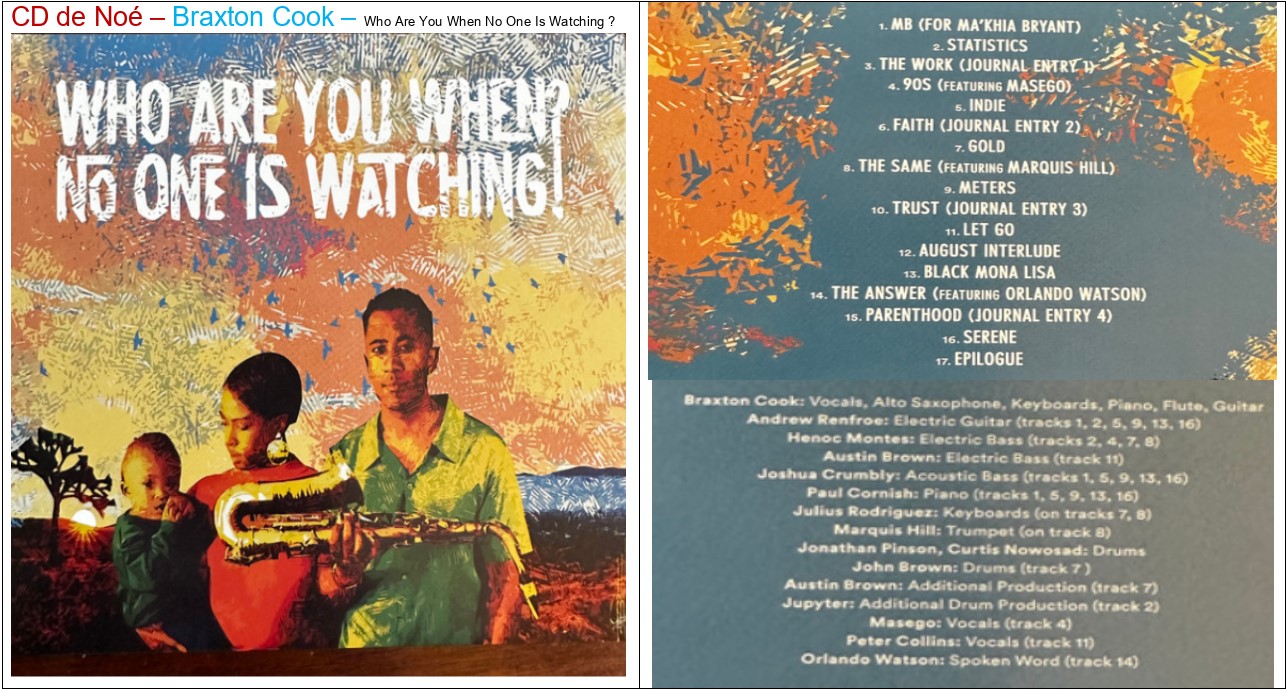 CD de Noé – Braxton Cook – Who Are You When No One Is Watching ?
WHO ARE YOU WHEN?
NO ONE IS WATCHING!
1. MB (FOR MA'KHIA BRYANT)
2. STATISTICS
3. THE WORK (JOURNAL ENTRY 1)
4. 90S (FEATURING MASEGO)
5. INDIE
6. FAITH (JOURNAL ENTRY 2)
7. GOLD
8. THE SAME (FEATURING MARQUIS HILL)
9. METERS
10. TRUST (JOURNAL ENTRY 3)
11. LET GO
12. AUGUST INTERLUDE
13. BLACK MONA LISA
14. THE ANSWER (FEATURING ORLANDO WATSON)
15. PARENTHOOD (JOURNAL ENTRY 4)
16. SERENE
17. EPILOGUE
Braxton Cook: Vocals, Alto Saxophone, Keyboards, Piano, Flute, Guitar
Andrew Renfroe: Electric Guitar (tracks 1, 2, 5, 9, 13, 16)
Henoc Montes: Electric Bass (tracks 2, 4, 7, 8)
Austin Brown: Electric Bass (track 11)
Joshua Crumbly: Acoustic Bass (tracks 1, 5, 9, 13, 16)
Paul Cornish: Piano (tracks 1, 5, 9, 13, 16)
Julius Rodriguez: Keyboards (on tracks 7, 8)
Marquis Hill: Trumpet (on track 8)
Jonathan Pinson, Curtis Nowosad: Drums
John Brown: Drums (track 7 )
Austin Brown: Additional Production (track 7)
Jupyter: Additional Drum Production (track 2)
Masego: Vocals (track 4)
Peter Collins: Vocals (track 11)
Orlando Watson: Spoken Word (track 14)